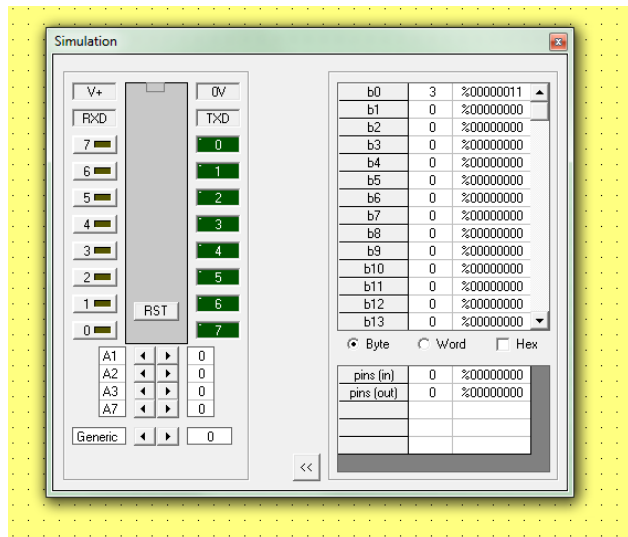 Simulation
V+ 0V
RXD TXD
7 0
6 1
5 2
4 3
3 4
2 5
1 RST 6
0 7
A1 0
A2 0
A3 0
A7 0
Generic 0
<<
b0 3 %00000011
b1 0 %00000000
b2 0 %00000000
b3 0 %00000000
b4 0 %00000000
b5 0 %00000000
b6 0 %00000000
b7 0 %00000000
b8 0 %00000000
b9 0 %00000000
b10 0 %00000000
b11 0 %00000000
b12 0 %00000000
b13 0 %00000000
Byte Word Hex
pins (in) 0 %00000000
pins (out) 0 %00000000